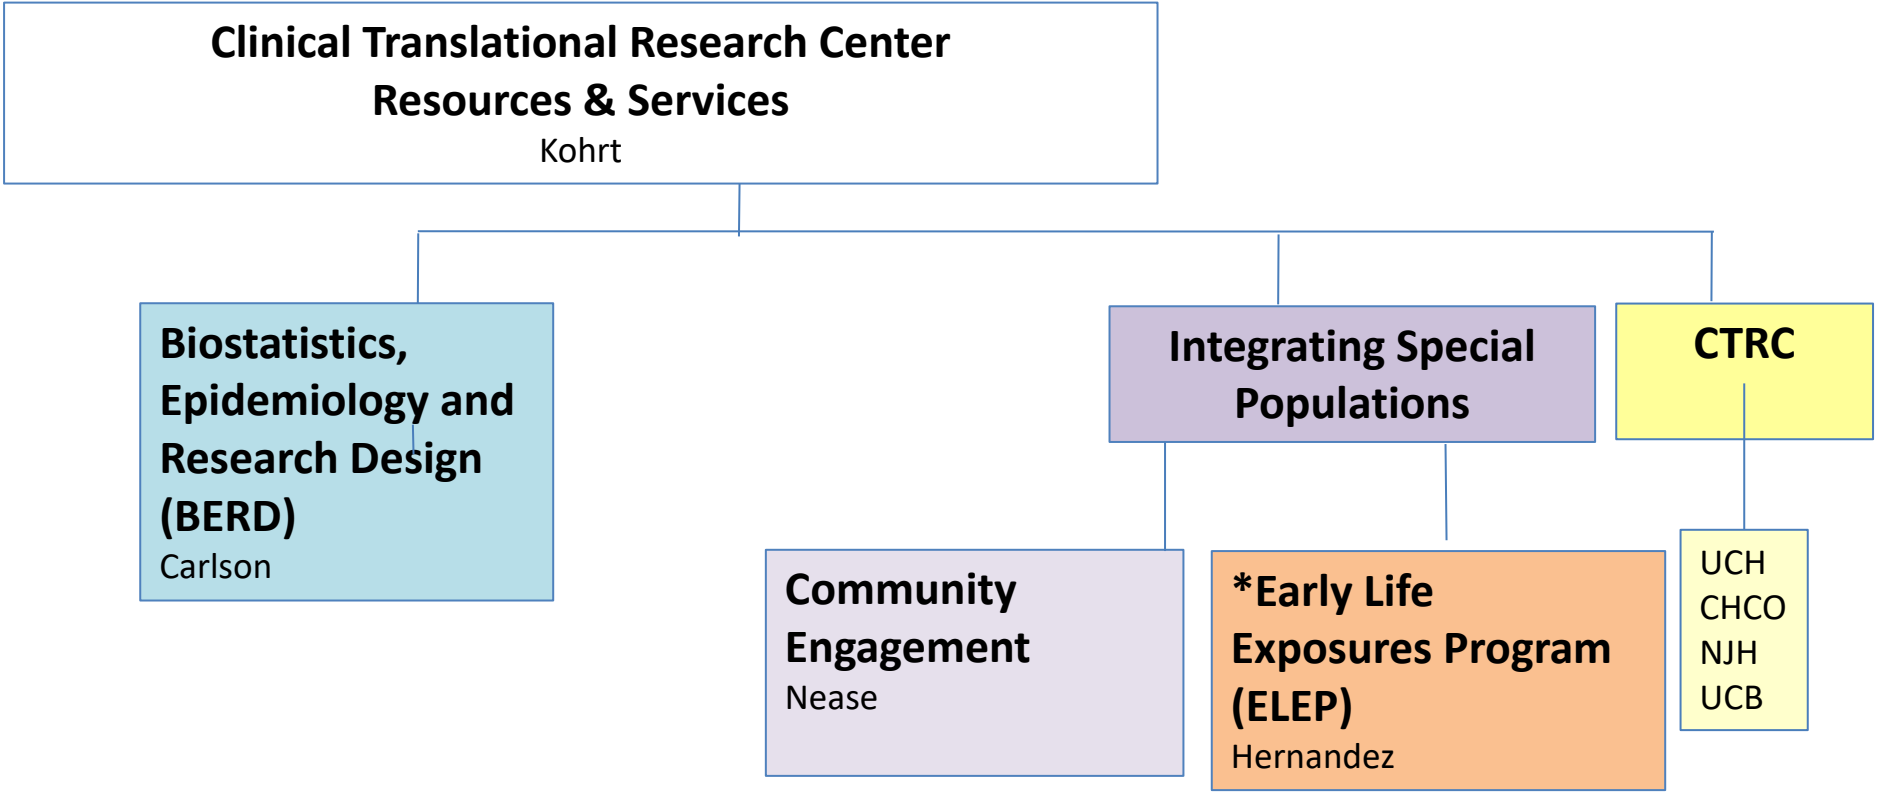 Clinical Translational Research Center
Resources & Services
Kohrt
Biostatistics,
Epidemiology and
Research Design
(BERD)
Carlson
Integrating Special
Populations
CTRC
Community
Engagement
Nease
*Early Life
Exposures Program
(ELEP)
Hernandez
UCH
CHCO
NJH
UCB